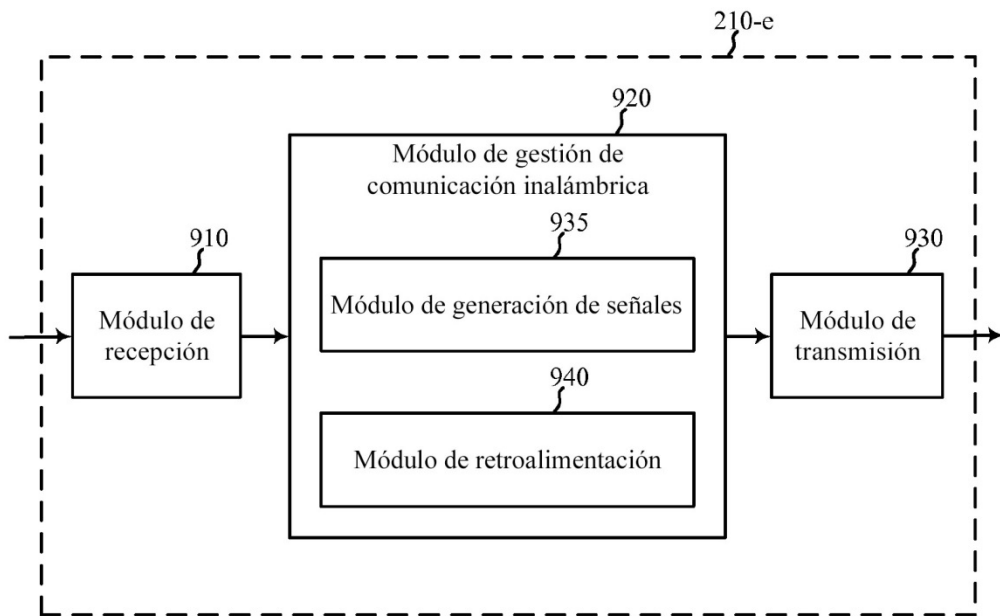 210-e
920
Módulo de gestión de
comunicación inalámbrica
935
Módulo de generación de señales
940
Módulo de retroalimentación
910
Módulo de
recepción
930
Módulo de
transmisión